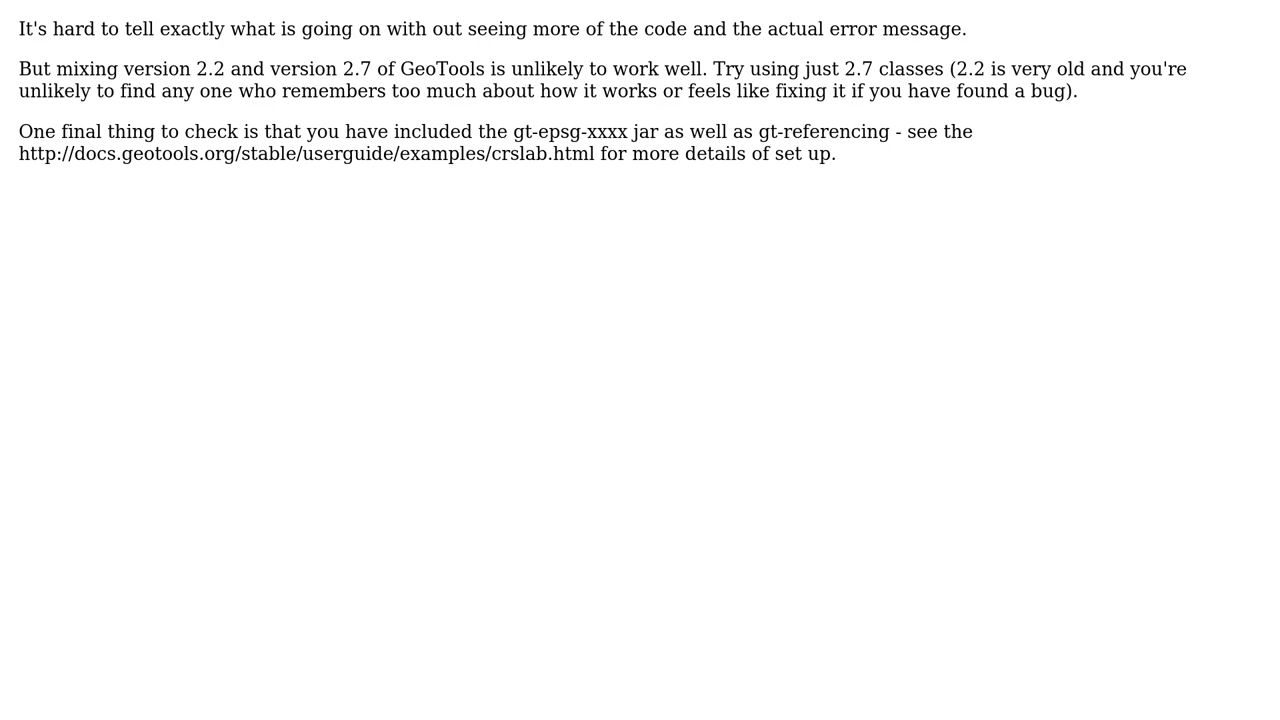 It's hard to tell exactly what is going on with out seeing more of the code and the actual error message.
But mixing version 2.2 and version 2.7 of GeoTools is unlikely to work well. Try using just 2.7 classes (2.2 is very old and you're
unlikely to find any one who remembers too much about how it works or feels like fixing it if you have found a bug).
One final thing to check is that you have included the gt-epsg-xxxx jar as well as gt-referencing - see the
http://docs.geotools.org/stable/userguide/examples/crslab.html for more details of set up.